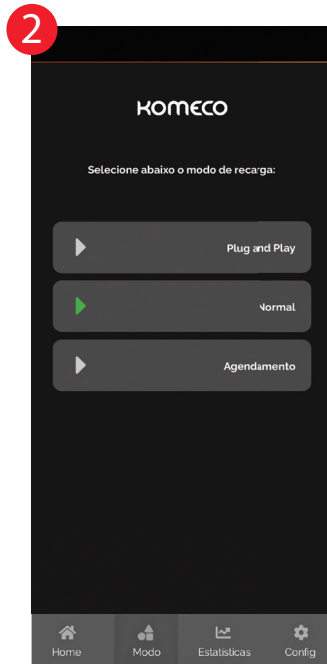 2
KOMECO
Selecione abaixo o modo de recarga:
Plug and Play
Normal
Agendamento
Home Modo Estatísticas Config